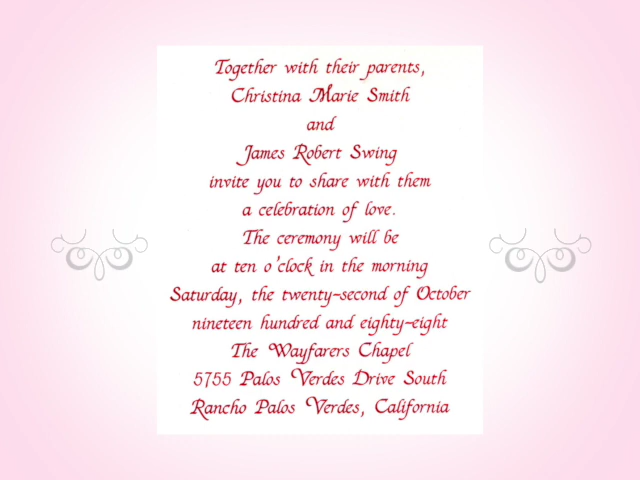 Together with their parents,
Christina Marie Smith
and
James Robert Swing
invite you to share with them
a celebration of love.
The ceremony will be
at ten o'clock in the morning
Saturday, the twenty-second of October
nineteen hundred and eighty-eight
The Wayfarers Chapel
5755 Palos Verdes Drive South
Rancho Palos Verdes, California